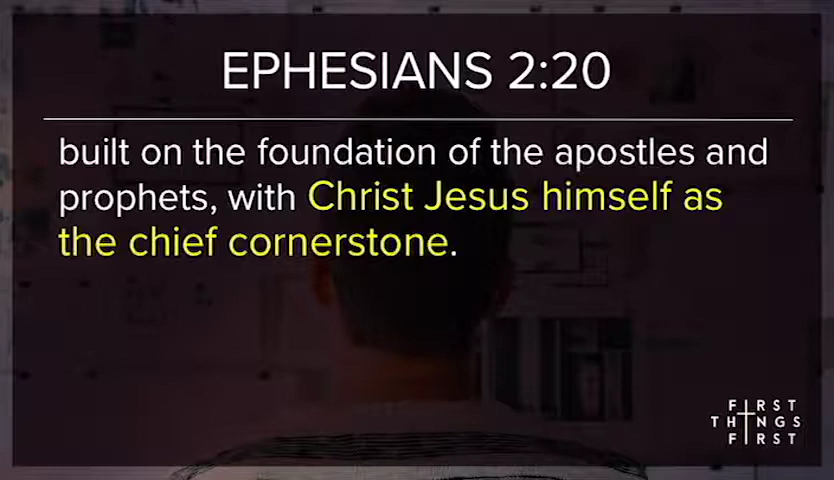 EPHESIANS 2:20
built on the foundation of the apostles and
prophets, with Christ Jesus himself as
the chief cornerstone.
FIRST
THINGS
FIRST